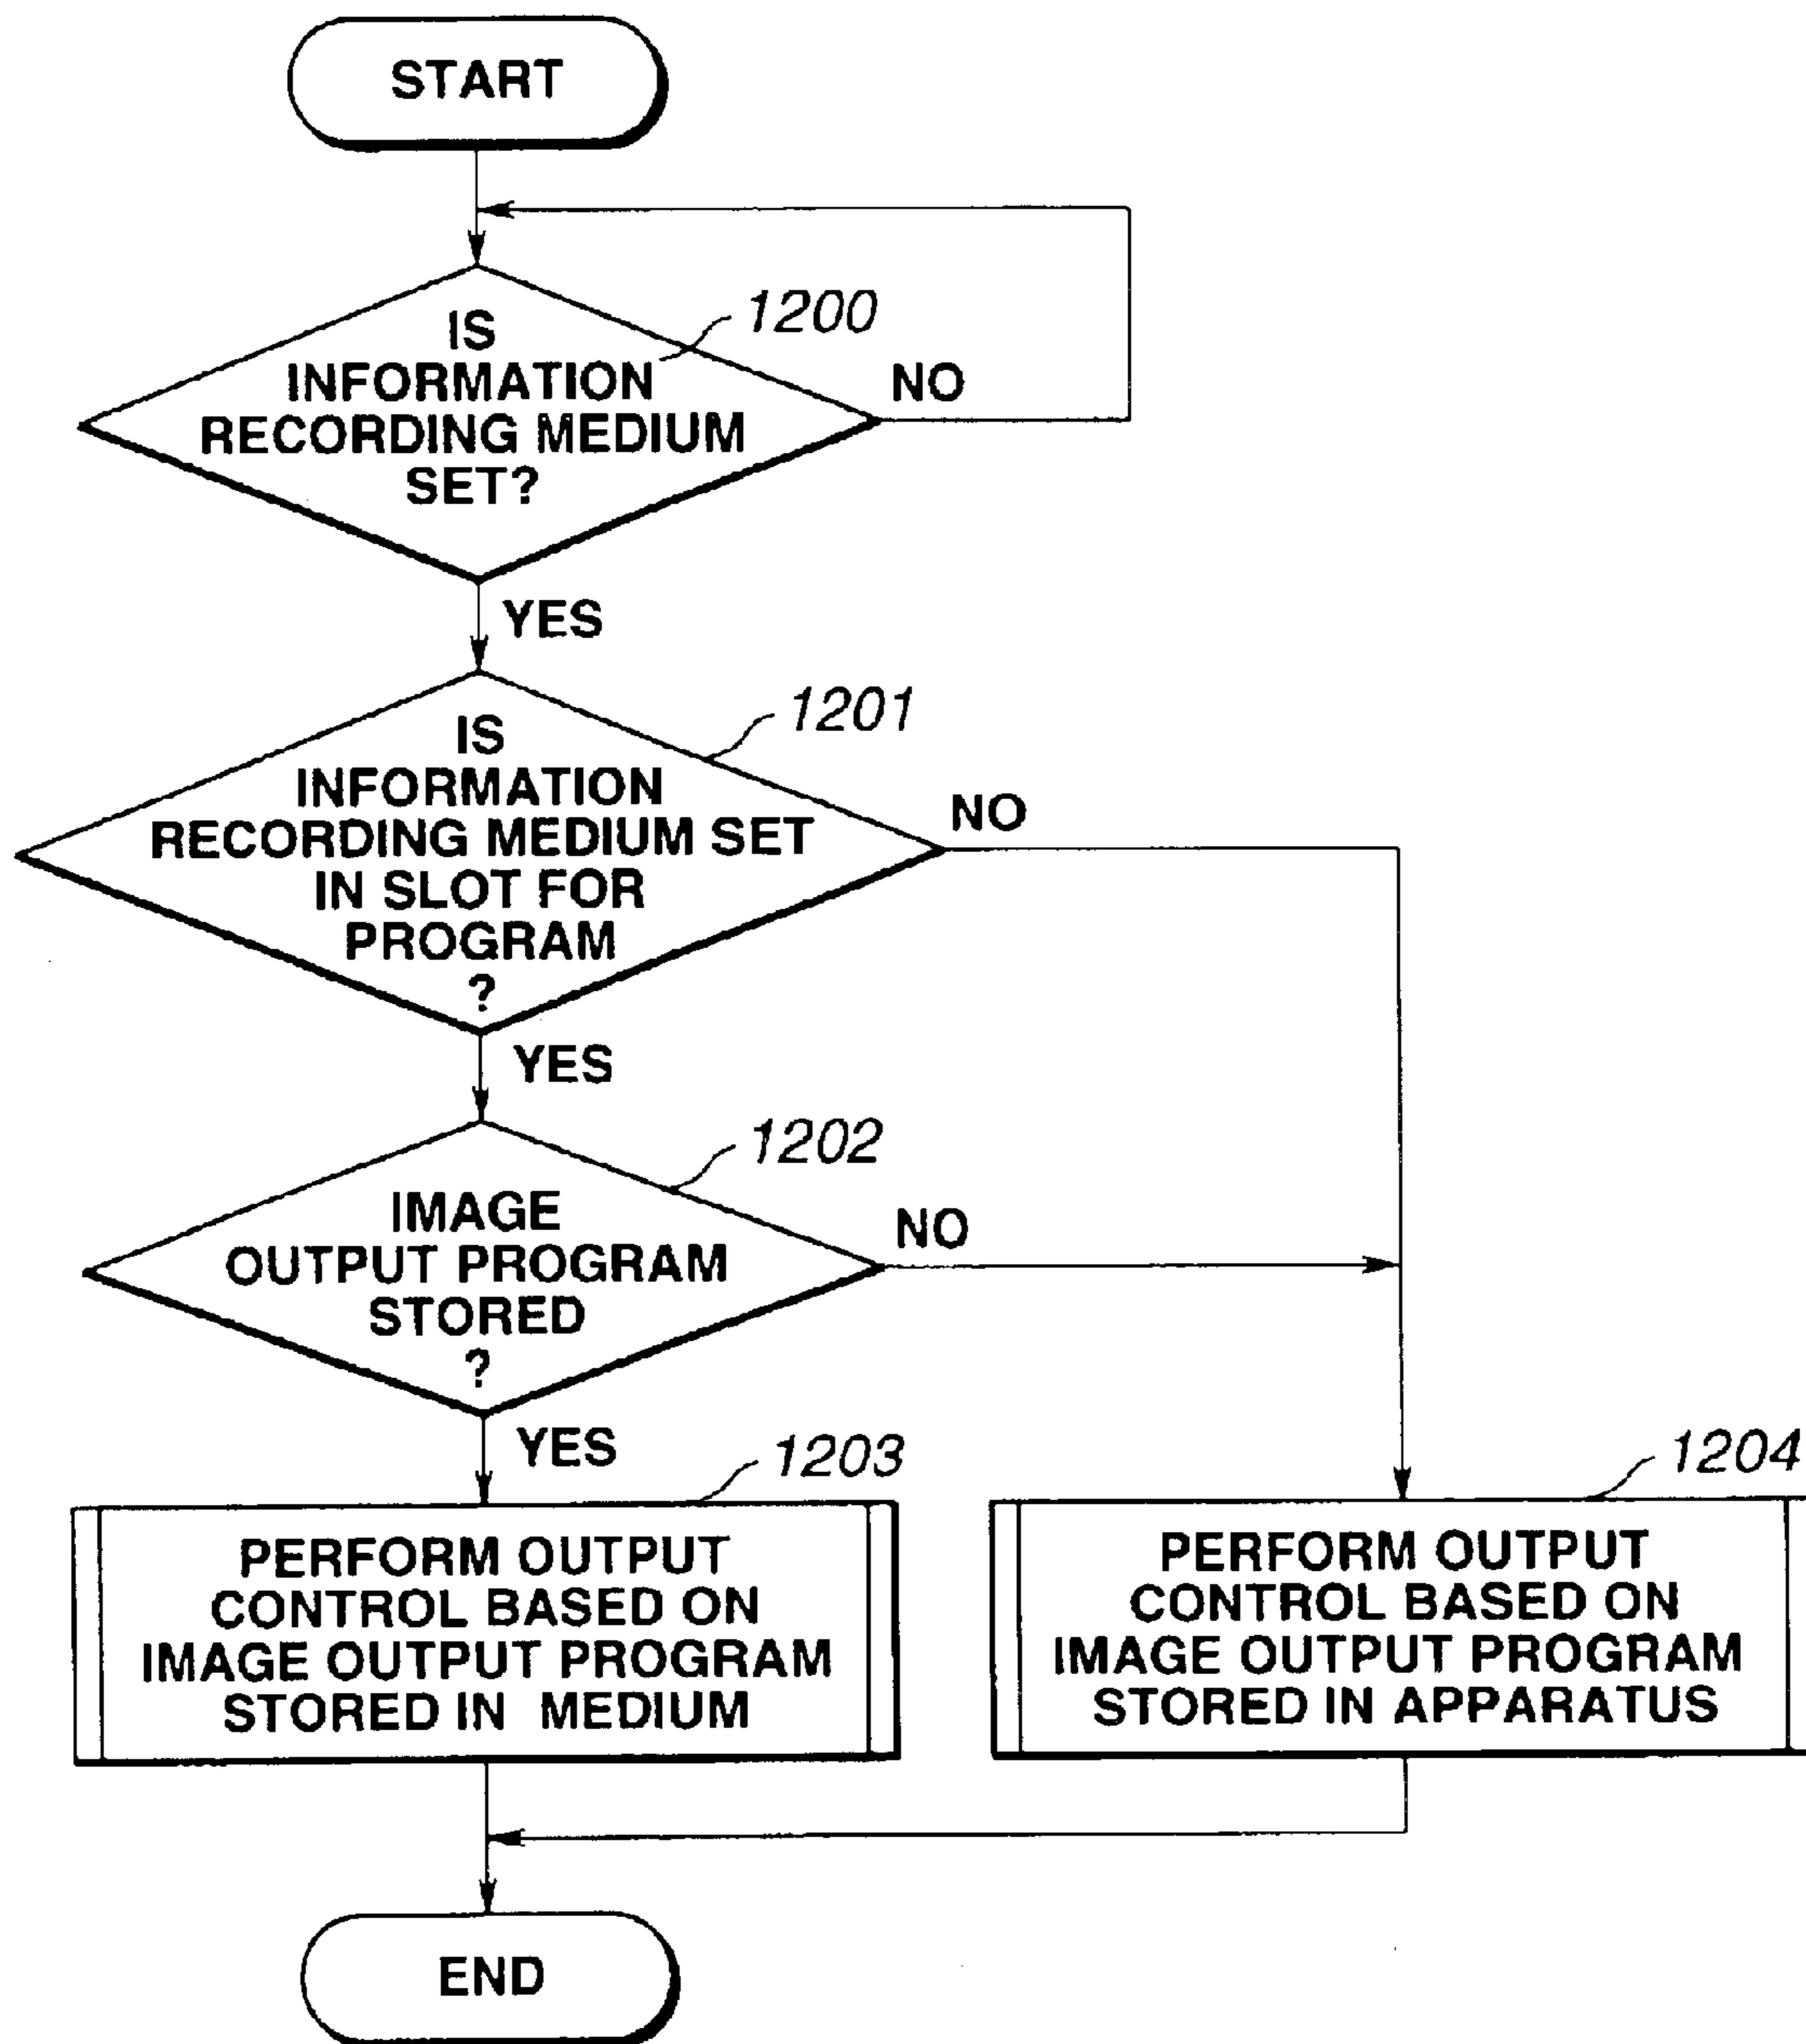 START
1200
IS
INFORMATION
RECORDING MEDIUM
SET?
NO
YES
1201
IS
INFORMATION
RECORDING MEDIUM SET
IN SLOT FOR
PROGRAM
?
NO
YES
1202
IMAGE
OUTPUT PROGRAM
STORED
?
NO
YES
1203
PERFORM OUTPUT
CONTROL BASED ON
IMAGE OUTPUT PROGRAM
STORED IN MEDIUM
1204
PERFORM OUTPUT
CONTROL BASED ON
IMAGE OUTPUT PROGRAM
STORED IN APPARATUS
END